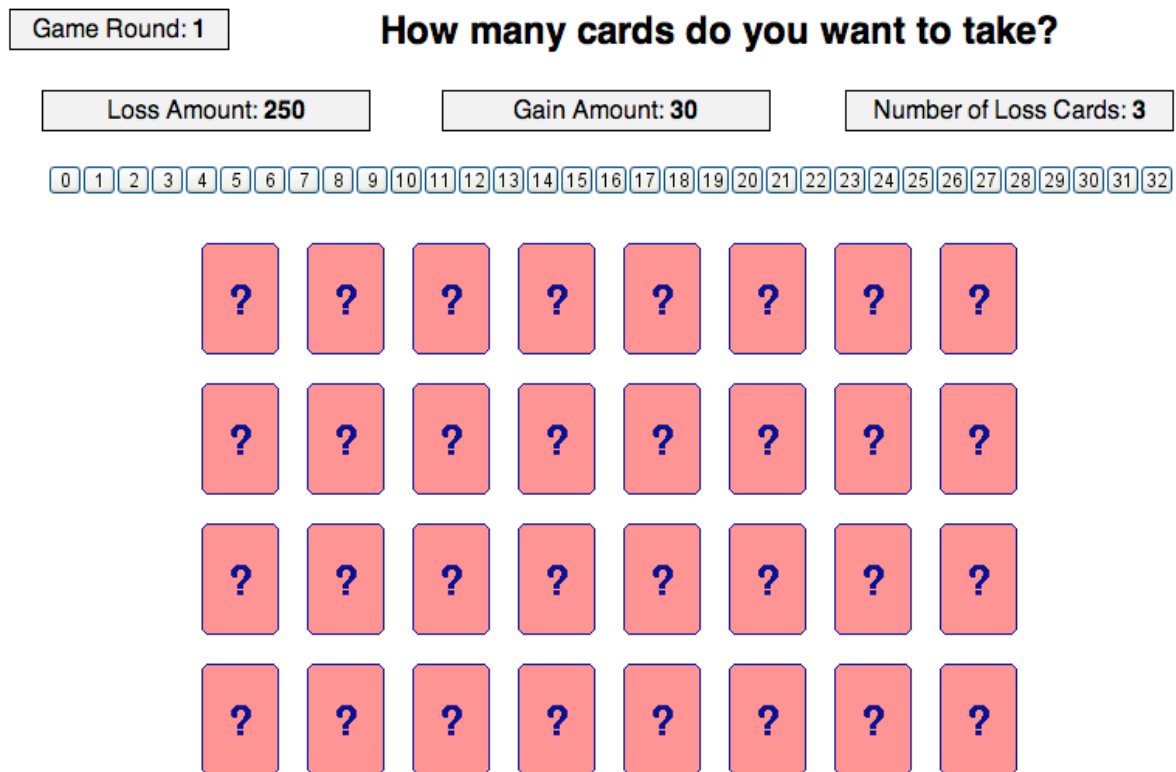 Game Round: 1
How many cards do you want to take?
Loss Amount: 250
Gain Amount: 30
Number of Loss Cards: 3
0 1 2 3 4 5 6 7 8 9 10 11 12 13 14 15 16 17 18 19 20 21 22 23 24 25 26 27 28 29 30 31 32
? ? ? ? ? ? ? ?
? ? ? ? ? ? ? ?
? ? ? ? ? ? ? ?
? ? ? ? ? ? ? ?